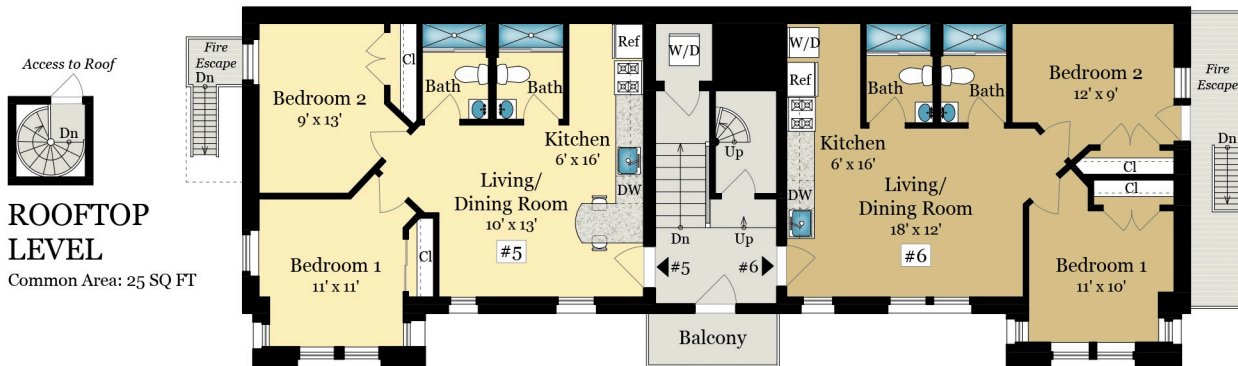 Access to Roof
Dn
ROOFTOP
LEVEL
Common Area: 25 SQ FT
Fire
Escape
Dn
Bedroom 2
9' x 13'
Cl
Bath
Bath
Ref
Kitchen
6' x 16'
DW
Living/
Dining Room
10' x 13'
#5
Bedroom 1
11' x 11'
Cl
W/D
Up
Dn
Up
#5
#6
Balcony
W/D
Ref
Bath
Bath
Kitchen
6' x 16'
DW
Living/
Dining Room
18' x 12'
#6
Bedroom 2
12' x 9'
Cl
Cl
Bedroom 1
11' x 10'
Fire
Escape
Dn